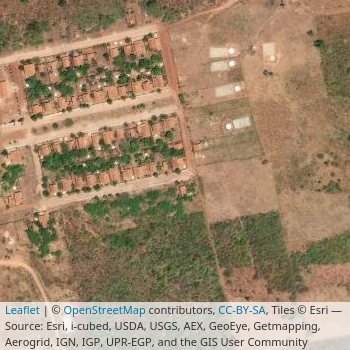 Leaflet | © OpenStreetMap contributors, CC-BY-SA, Tiles © Esri —
Source: Esri, i-cubed, USDA, USGS, AEX, GeoEye, Getmapping,
Aerogrid, IGN, IGP, UPR-EGP, and the GIS User Community